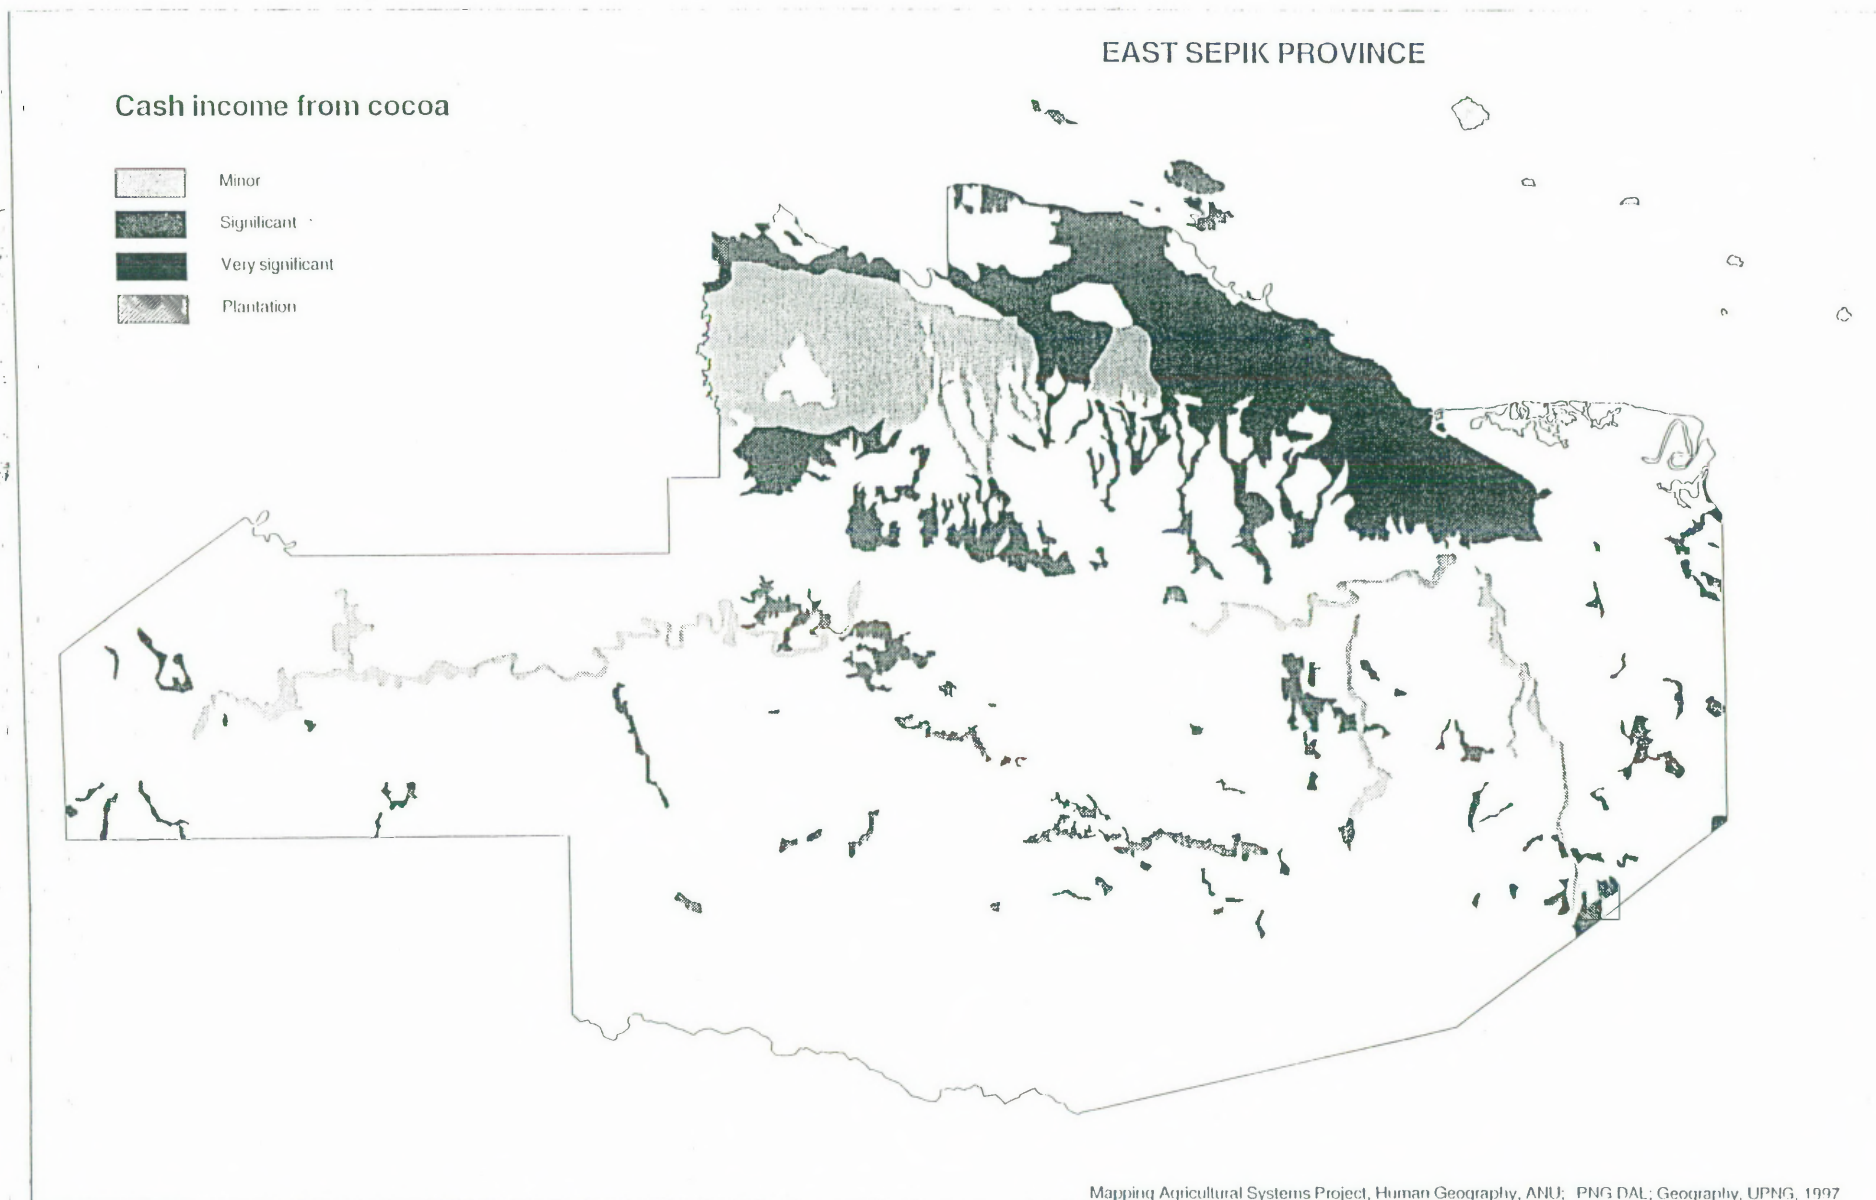 EAST SEPIK PROVINCE
Cash income from cocoa
Minor
Significant
Very significant
Plantation
Mapping Agricultural Systems Project, Human Geography, ANU; PNG DAL; Geography, UPNG, 1997